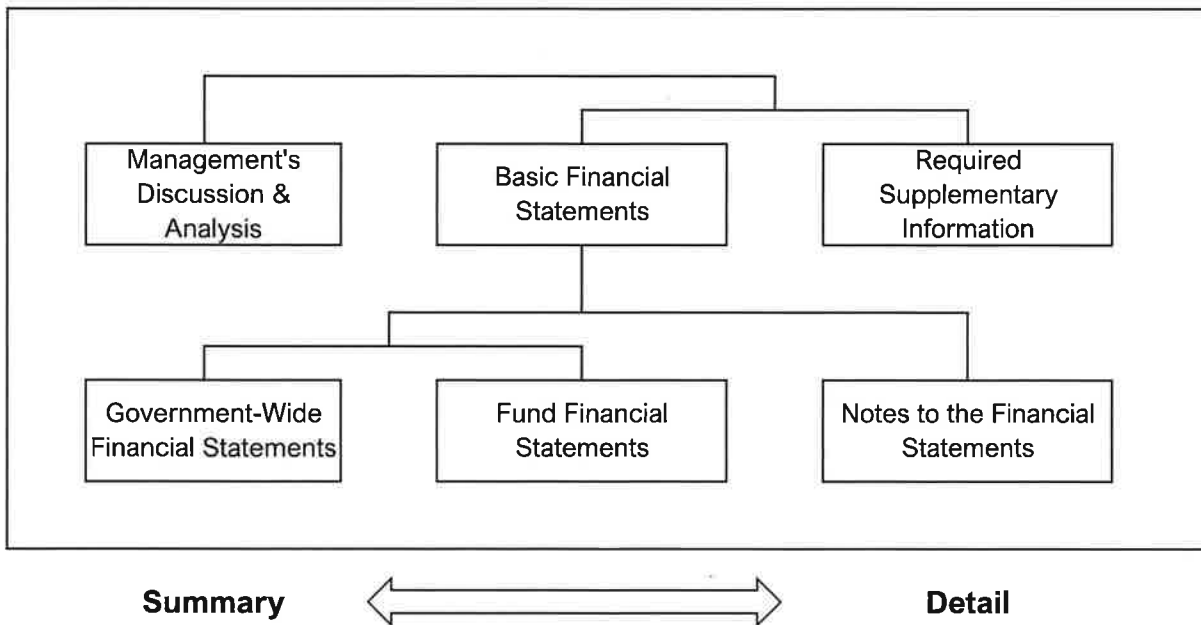 Management's
Discussion &
Analysis
Basic Financial
Statements
Required
Supplementary
Information
Government-Wide
Financial Statements
Fund Financial
Statements
Notes to the Financial
Statements
Summary
Detail